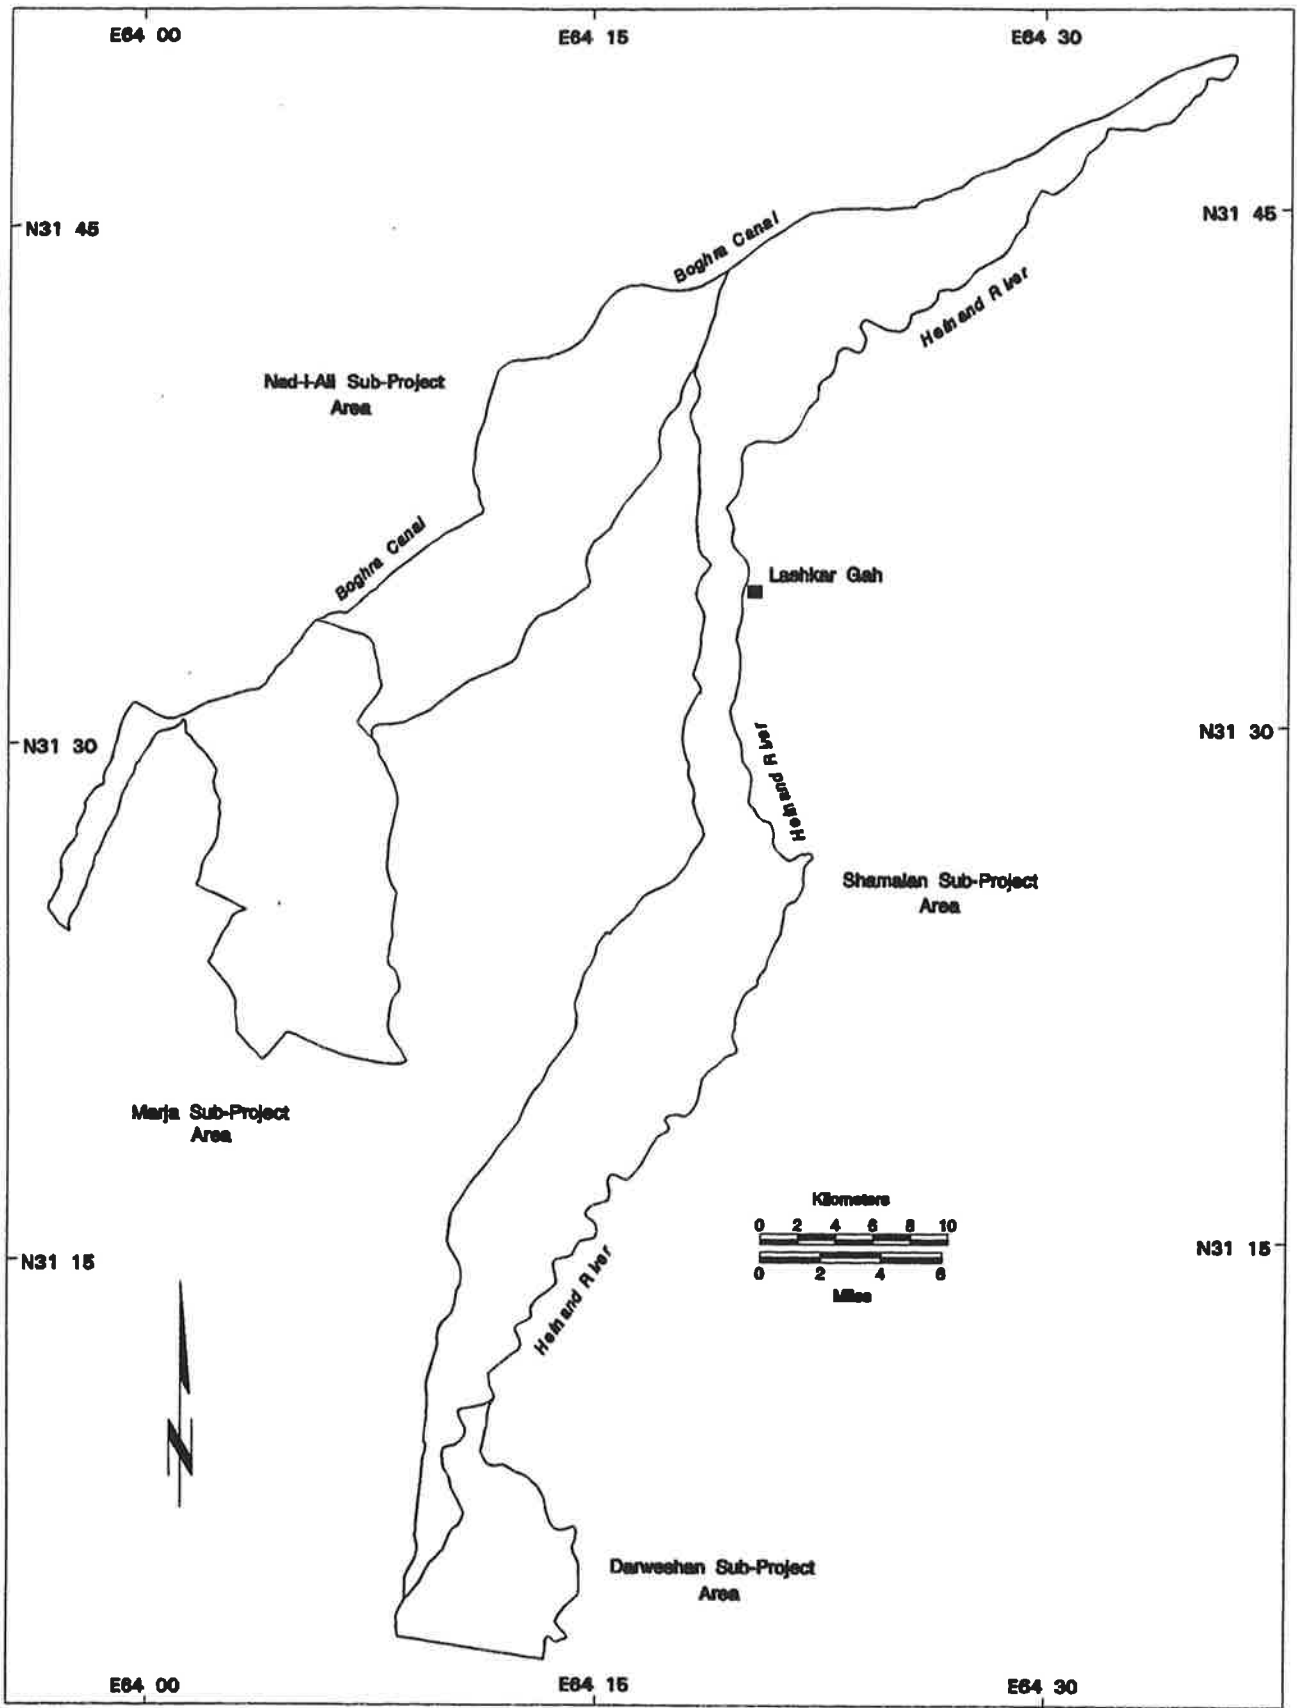 E64 00 E64 15 E64 30
N31 45 N31 45
Boghra Canal
Helmand River
Nad-I-Ali Sub-Project
Area
Boghra Canal
Lashkar Gah
N31 30 N31 30
Helmand River
Shamalan Sub-Project
Area
Marja Sub-Project
Area
Kilometers
0 2 4 6 8 10
N31 15 N31 15
0 2 4 6
Miles
Helmand River
N
Darweshan Sub-Project
Area
E64 00 E64 15 E64 30